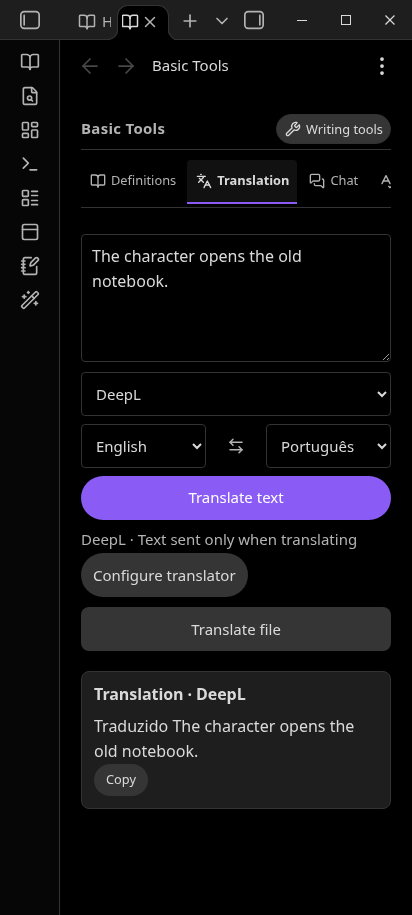 H
Basic Tools
Basic Tools
Writing tools
Definitions
Translation
Chat
The character opens the old
notebook.
DeepL
English
Português
Translate text
DeepL · Text sent only when translating
Configure translator
Translate file
Translation · DeepL
Traduzido The character opens the
old notebook.
Copy